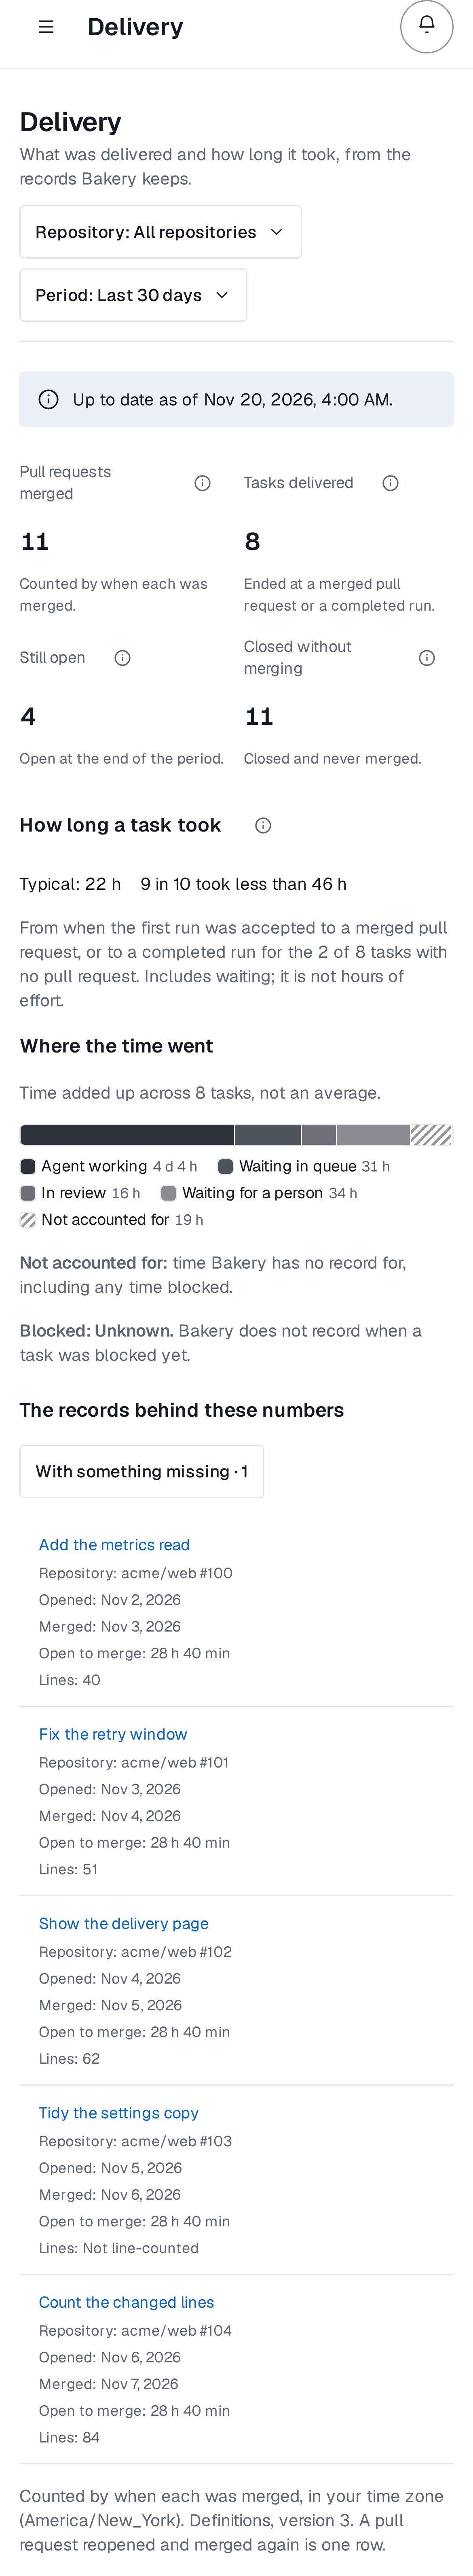 Delivery
Delivery
What was delivered and how long it took, from the
records Bakery keeps.
Repository: All repositories
Period: Last 30 days
Up to date as of Nov 20, 2026, 4:00 AM.
Pull requests
merged
11
Counted by when each was
merged.
Tasks delivered
8
Ended at a merged pull
request or a completed run.
Still open
4
Open at the end of the period.
Closed without
merging
11
Closed and never merged.
How long a task took
Typical: 22 h 9 in 10 took less than 46 h
From when the first run was accepted to a merged pull
request, or to a completed run for the 2 of 8 tasks with
no pull request. Includes waiting; it is not hours of
effort.
Where the time went
Time added up across 8 tasks, not an average.
Agent working 4 d 4 h Waiting in queue 31 h
In review 16 h Waiting for a person 34 h
Not accounted for 19 h
Not accounted for: time Bakery has no record for,
including any time blocked.
Blocked: Unknown. Bakery does not record when a
task was blocked yet.
The records behind these numbers
With something missing · 1
Add the metrics read
Repository: acme/web #100
Opened: Nov 2, 2026
Merged: Nov 3, 2026
Open to merge: 28 h 40 min
Lines: 40
Fix the retry window
Repository: acme/web #101
Opened: Nov 3, 2026
Merged: Nov 4, 2026
Open to merge: 28 h 40 min
Lines: 51
Show the delivery page
Repository: acme/web #102
Opened: Nov 4, 2026
Merged: Nov 5, 2026
Open to merge: 28 h 40 min
Lines: 62
Tidy the settings copy
Repository: acme/web #103
Opened: Nov 5, 2026
Merged: Nov 6, 2026
Open to merge: 28 h 40 min
Lines: Not line-counted
Count the changed lines
Repository: acme/web #104
Opened: Nov 6, 2026
Merged: Nov 7, 2026
Open to merge: 28 h 40 min
Lines: 84
Counted by when each was merged, in your time zone
(America/New_York). Definitions, version 3. A pull
request reopened and merged again is one row.